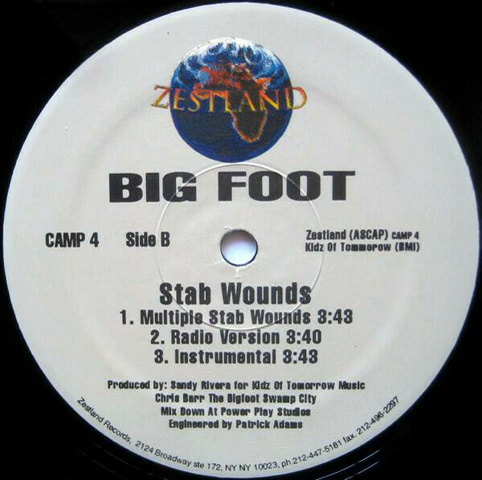 ZESTLAND
BIG FOOT
CAMP 4 Side B
Zestland (ASCAP) CAMP 4
Kidz Of Tommorow (BMI)
Stab Wounds
1. Multiple Stab Wounds 3:43
2. Radio Version 3:40
3. Instrumental 3:43
Produced by: Sandy Rivera for Kidz Of Tomorrow Music
Chris Barr The Bigfoot Swamp City
Mix Down At Power Play Studios
Engineered by Patrick Adams
Zestland Records, 2124 Broadway ste 172, NY NY 10023, ph 212-447-5181 fax. 212-496-2297